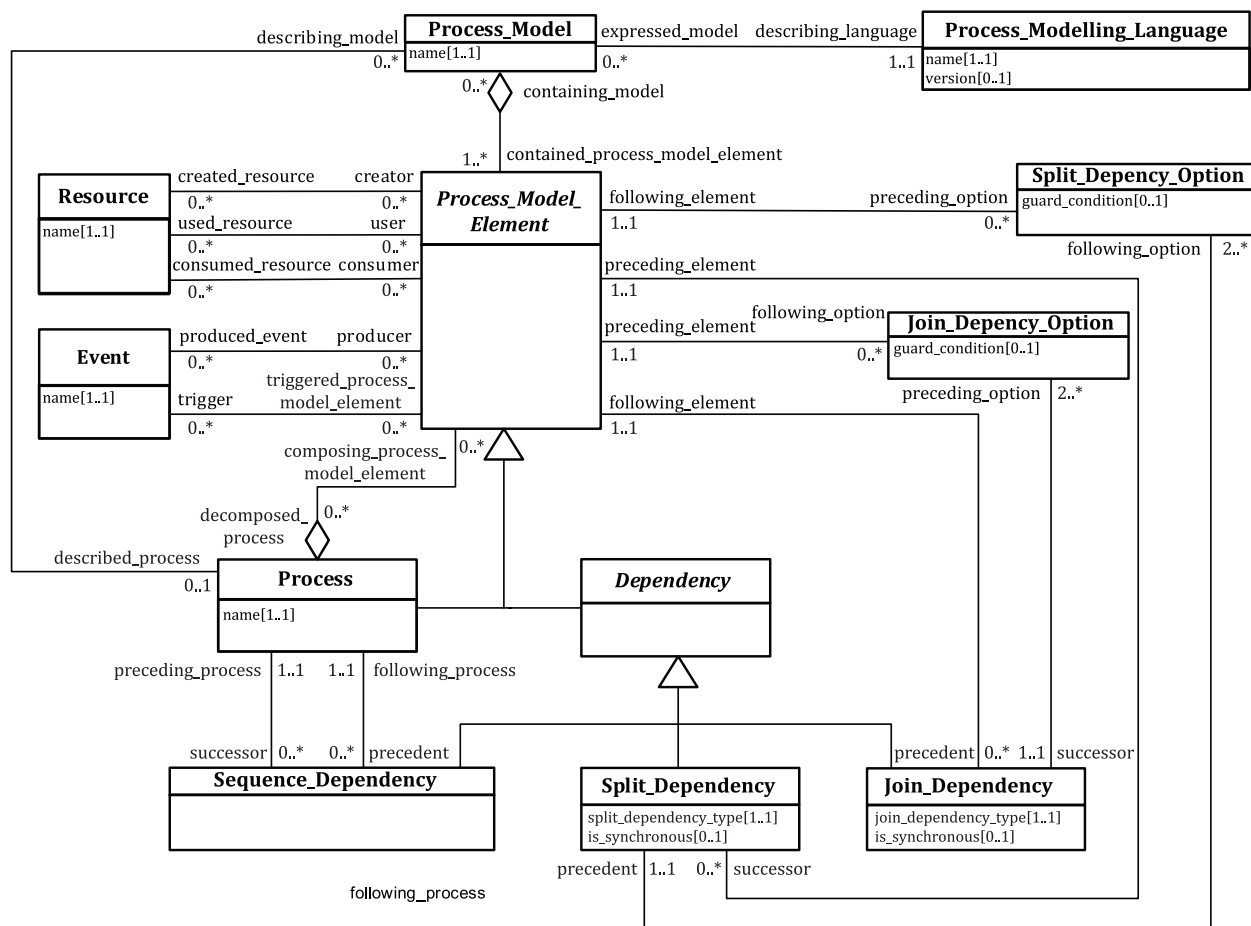 Process_Model
name[1..1]
describing_model
0..*
expressed_model
0..*
describing_language
1..1
Process_Modelling_Language
name[1..1]
version[0..1]
0..*
containing_model
1..*
contained_process_model_element
Resource
name[1..1]
created_resource
0..*
creator
0..*
used_resource
0..*
user
0..*
consumed_resource
0..*
consumer
0..*
Process_Model_
Element
following_element
1..1
preceding_option
0..*
Split_Depency_Option
guard_condition[0..1]
following_option
2..*
preceding_element
1..1
preceding_element
1..1
following_option
0..*
Join_Depency_Option
guard_condition[0..1]
preceding_option
2..*
Event
name[1..1]
produced_event
0..*
producer
0..*
trigger
0..*
triggered_process_
model_element
0..*
following_element
1..1
composing_process_
model_element
0..*
decomposed_
process
0..*
described_process
0..1
Process
name[1..1]
Dependency
preceding_process
1..1
1..1
following_process
successor
0..*
0..*
precedent
Sequence_Dependency
Split_Dependency
split_dependency_type[1..1]
is_synchronous[0..1]
precedent
0..*
1..1
successor
Join_Dependency
join_dependency_type[1..1]
is_synchronous[0..1]
precedent
1..1
0..*
successor
following_process